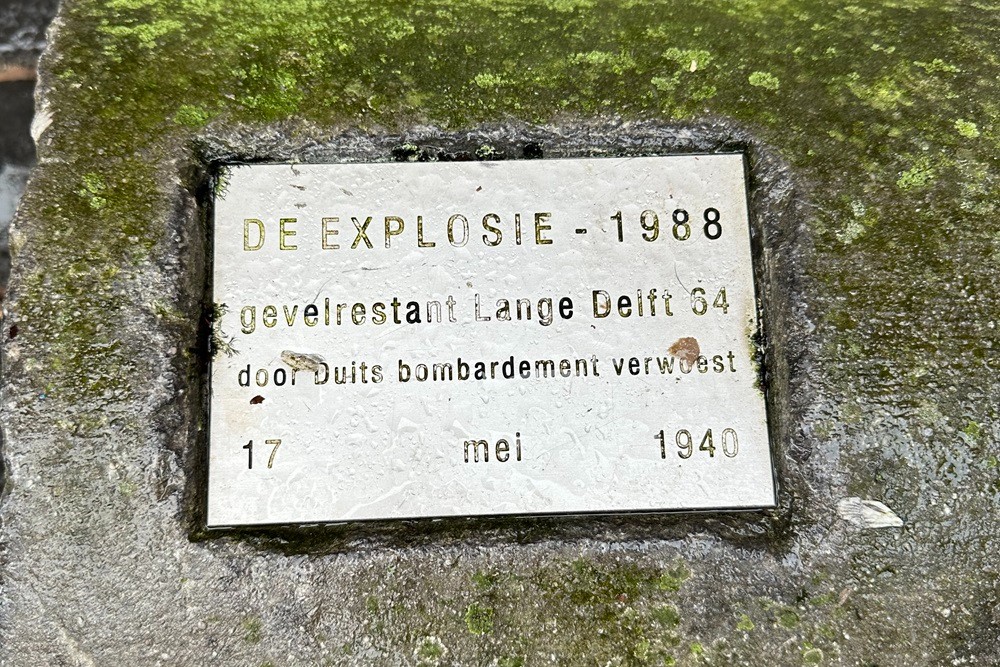 DE EXPLOSIE - 1988
gevelrestant Lange Delft 64
door Duits bombardement verwoest
17 mei 1940